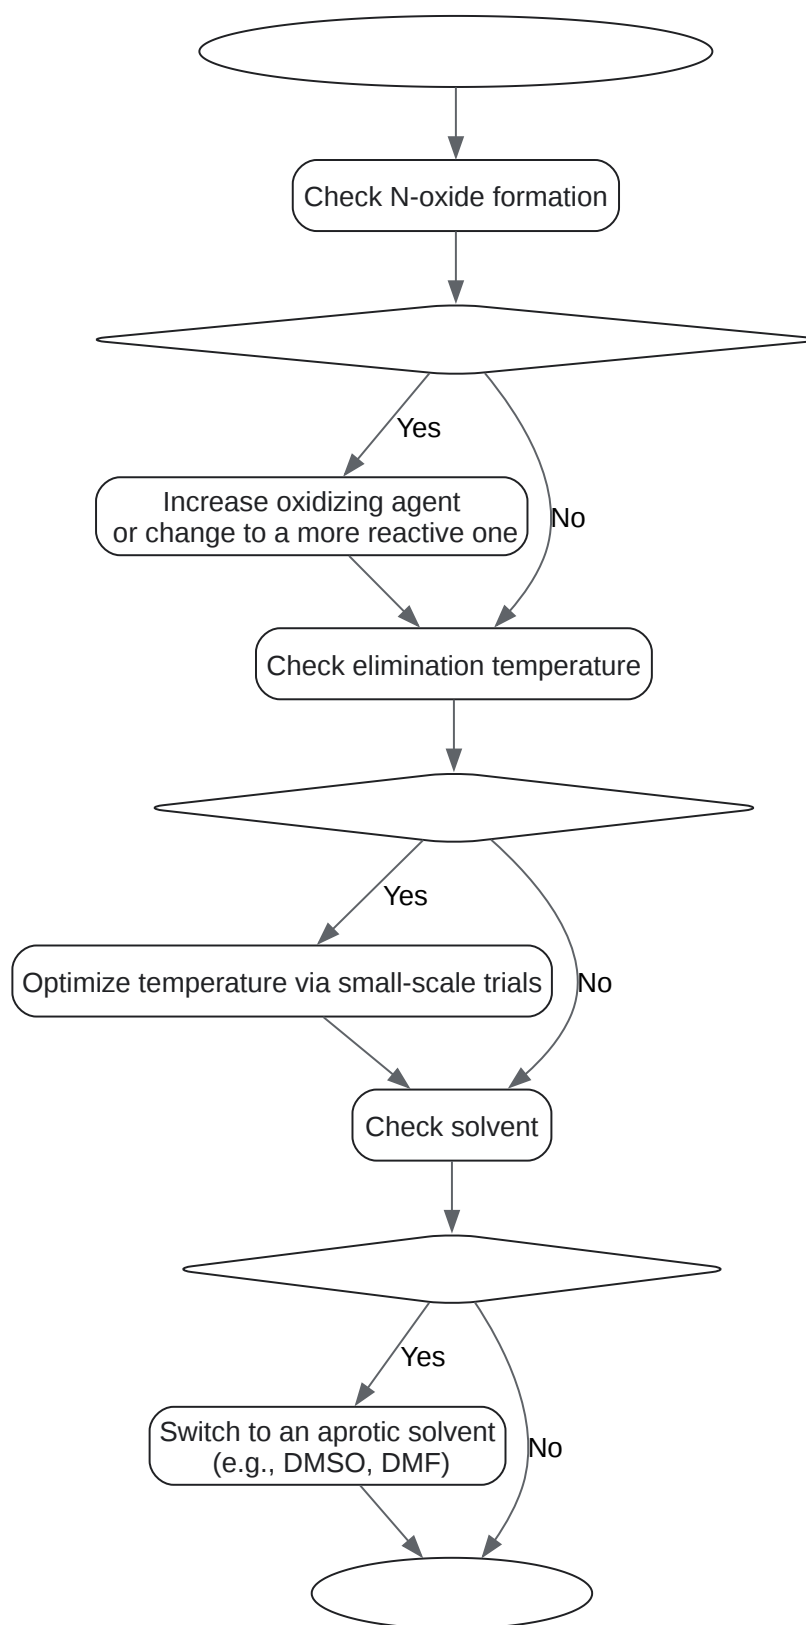 Check N-oxide formation
Yes
Increase oxidizing agent
or change to a more reactive one
No
Check elimination temperature
Yes
Optimize temperature via small-scale trials
No
Check solvent
Yes
Switch to an aprotic solvent
(e.g., DMSO, DMF)
No